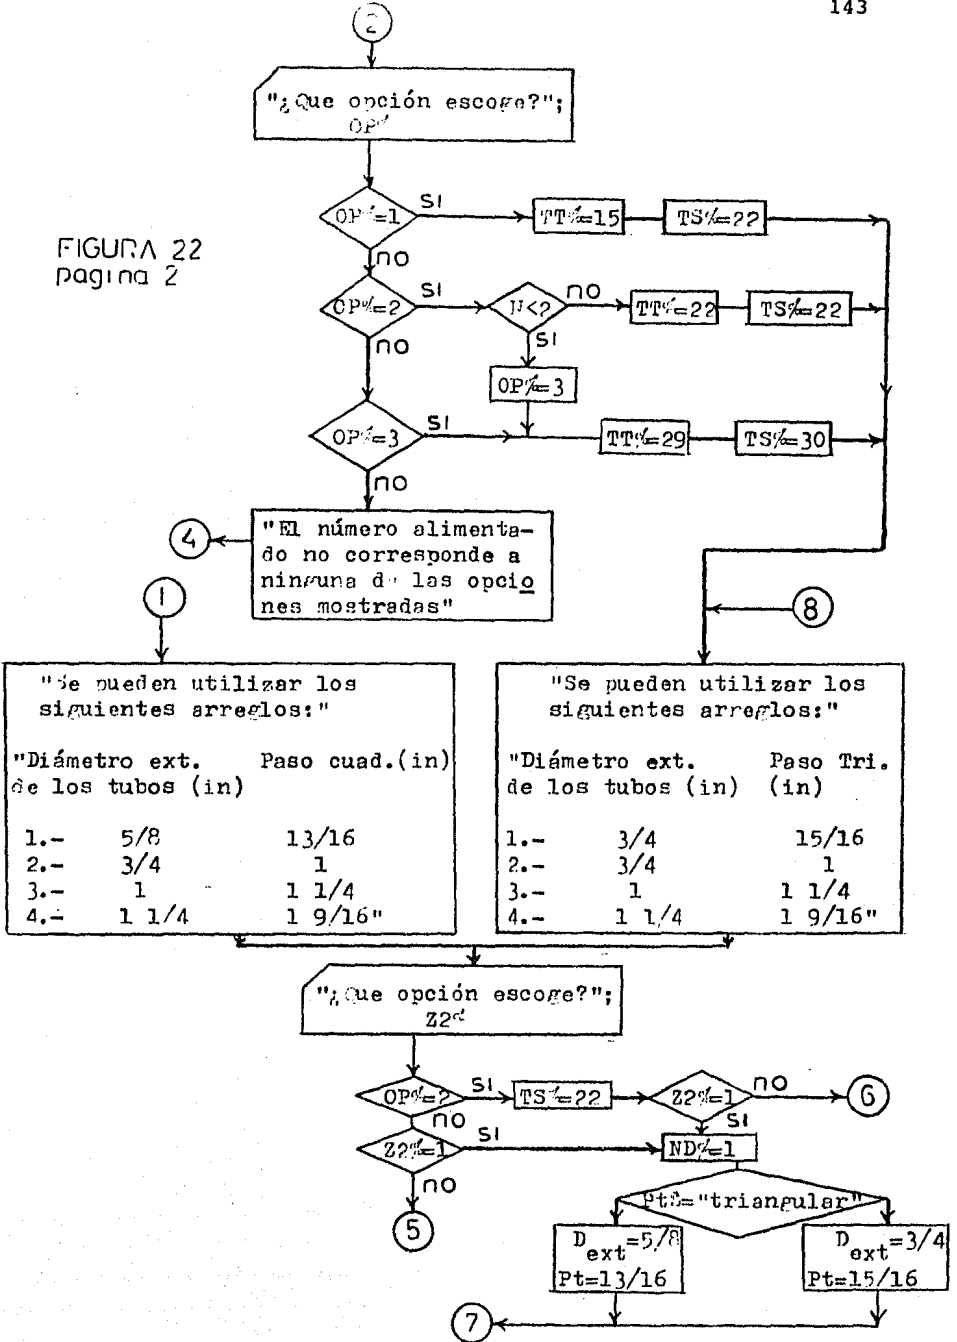 143
2
"¿Que opción escoge?";
OP%
OP%=1
SI
TT%=15
TS%=22
no
FIGURA 22
pagina 2
OP%=2
SI
no
TT%=22
TS%=22
SI
no
OP%=3
OP%=3
SI
TT%=29
TS%=30
no
"El número alimenta-
do no corresponde a
ninguna de las opcio
nes mostradas"
4
1
8
"Se pueden utilizar los
siguientes arreglos:"
"Diámetro ext. Paso cuad.(in)
de los tubos (in)
1.- 5/8 13/16
2.- 3/4 1
3.- 1 1 1/4
4.- 1 1/4 1 9/16"
"Se pueden utilizar los
siguientes arreglos:"
"Diámetro ext. Paso Tri.
de los tubos (in) (in)
1.- 3/4 15/16
2.- 3/4 1
3.- 1 1 1/4
4.- 1 1/4 1 9/16"
"¿Que opción escoge?";
Z2%
OP%=2
SI
TS%=22
Z2%=1
no
6
no
SI
Z2%=1
SI
ND%=1
no
5
Pt$="triangular"
Dext=5/8
Pt=13/16
Dext=3/4
Pt=15/16
7